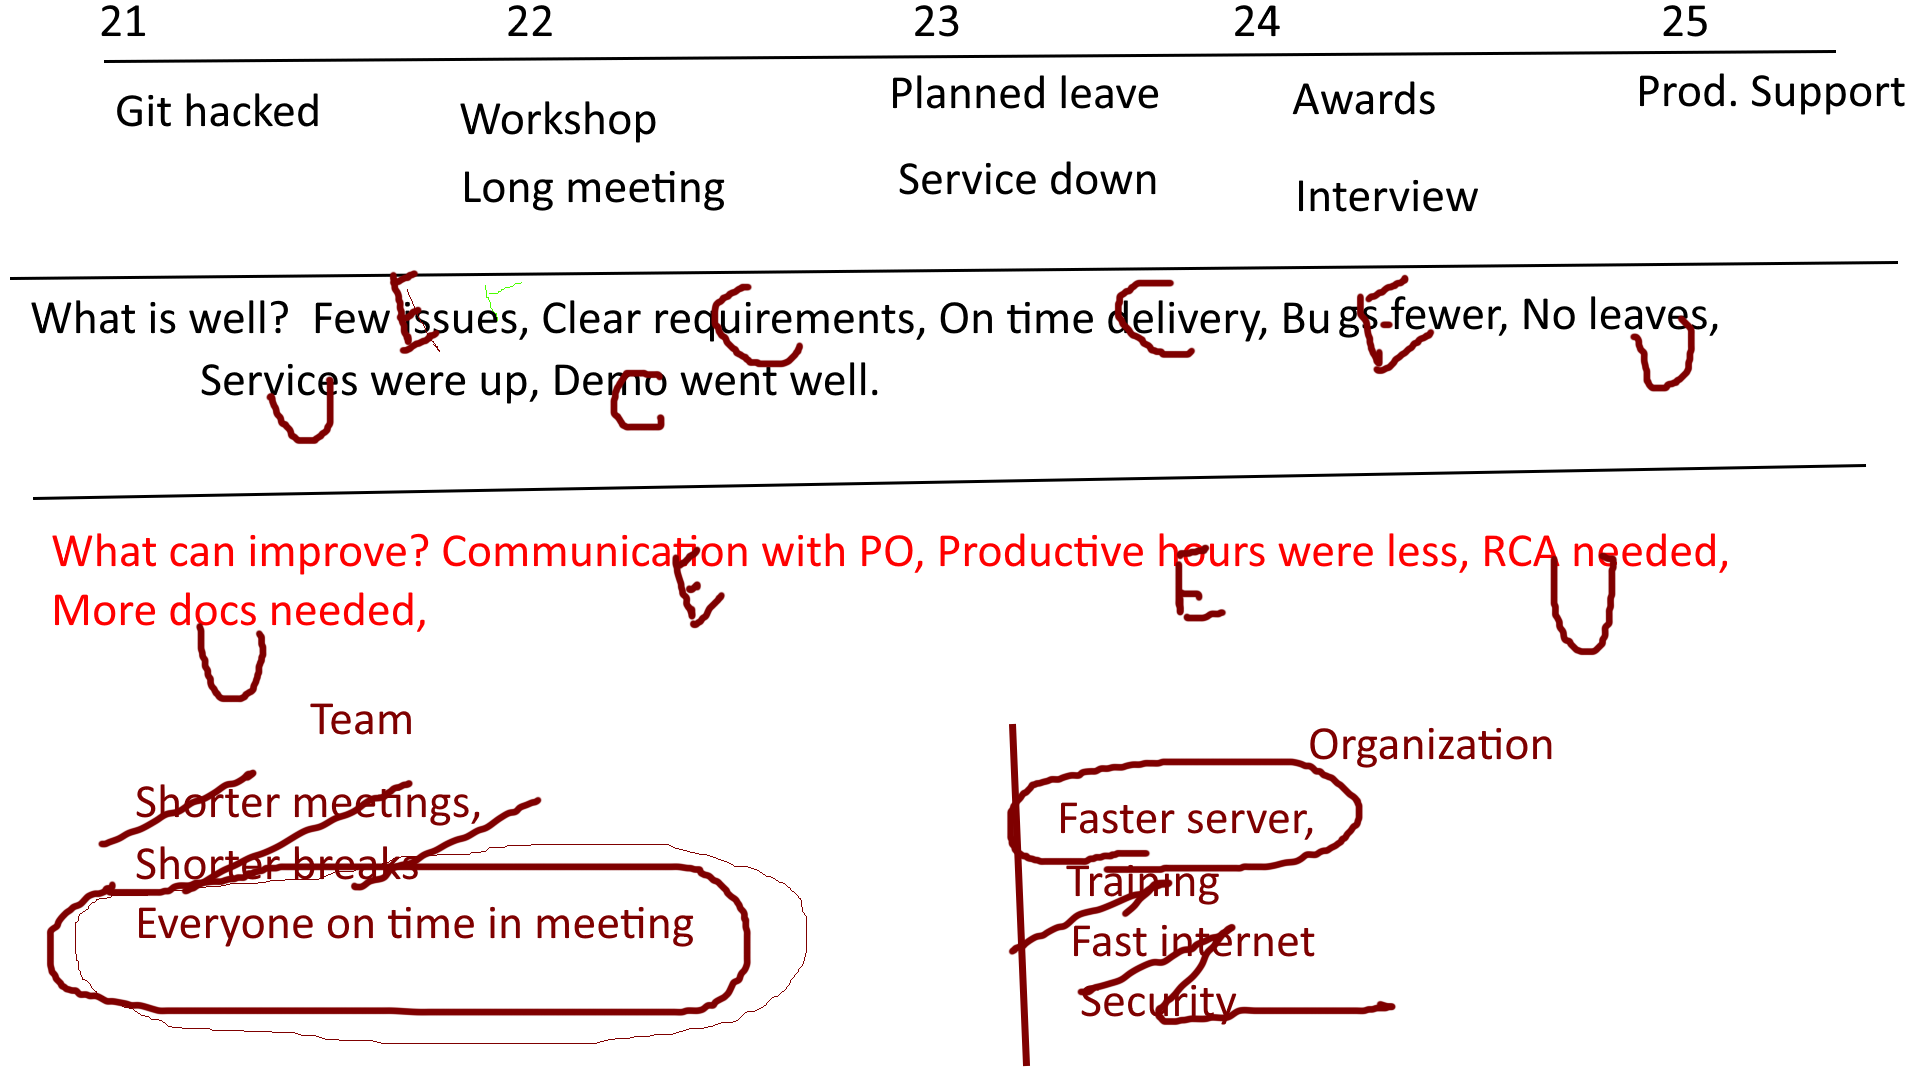 21 22 23 24 25
Git hacked Workshop Planned leave Awards Prod. Support
Long meeting Service down Interview
E C C E U
What is well? Few issues, Clear requirements, On time delivery, Bugs fewer, No leaves,
Services were up, Demo went well.
U C
What can improve? Communication with PO, Productive hours were less, RCA needed,
E E U
More docs needed,
U
Team
Shorter meetings,
Shorter breaks
Everyone on time in meeting
Organization
Faster server,
Training
Fast internet
Security